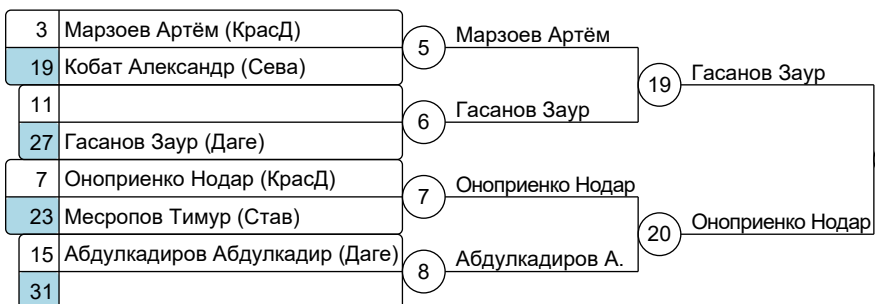 3 Марзоев Артём (КрасД)
19 Кобат Александр (Сева)
11
27 Гасанов Заур (Даге)
7 Оноприенко Нодар (КрасД)
23 Месропов Тимур (Став)
15 Абдулкадиров Абдулкадир (Даге)
31
5 Марзоев Артём
6 Гасанов Заур
7 Оноприенко Нодар
8 Абдулкадиров А.
19 Гасанов Заур
20 Оноприенко Нодар